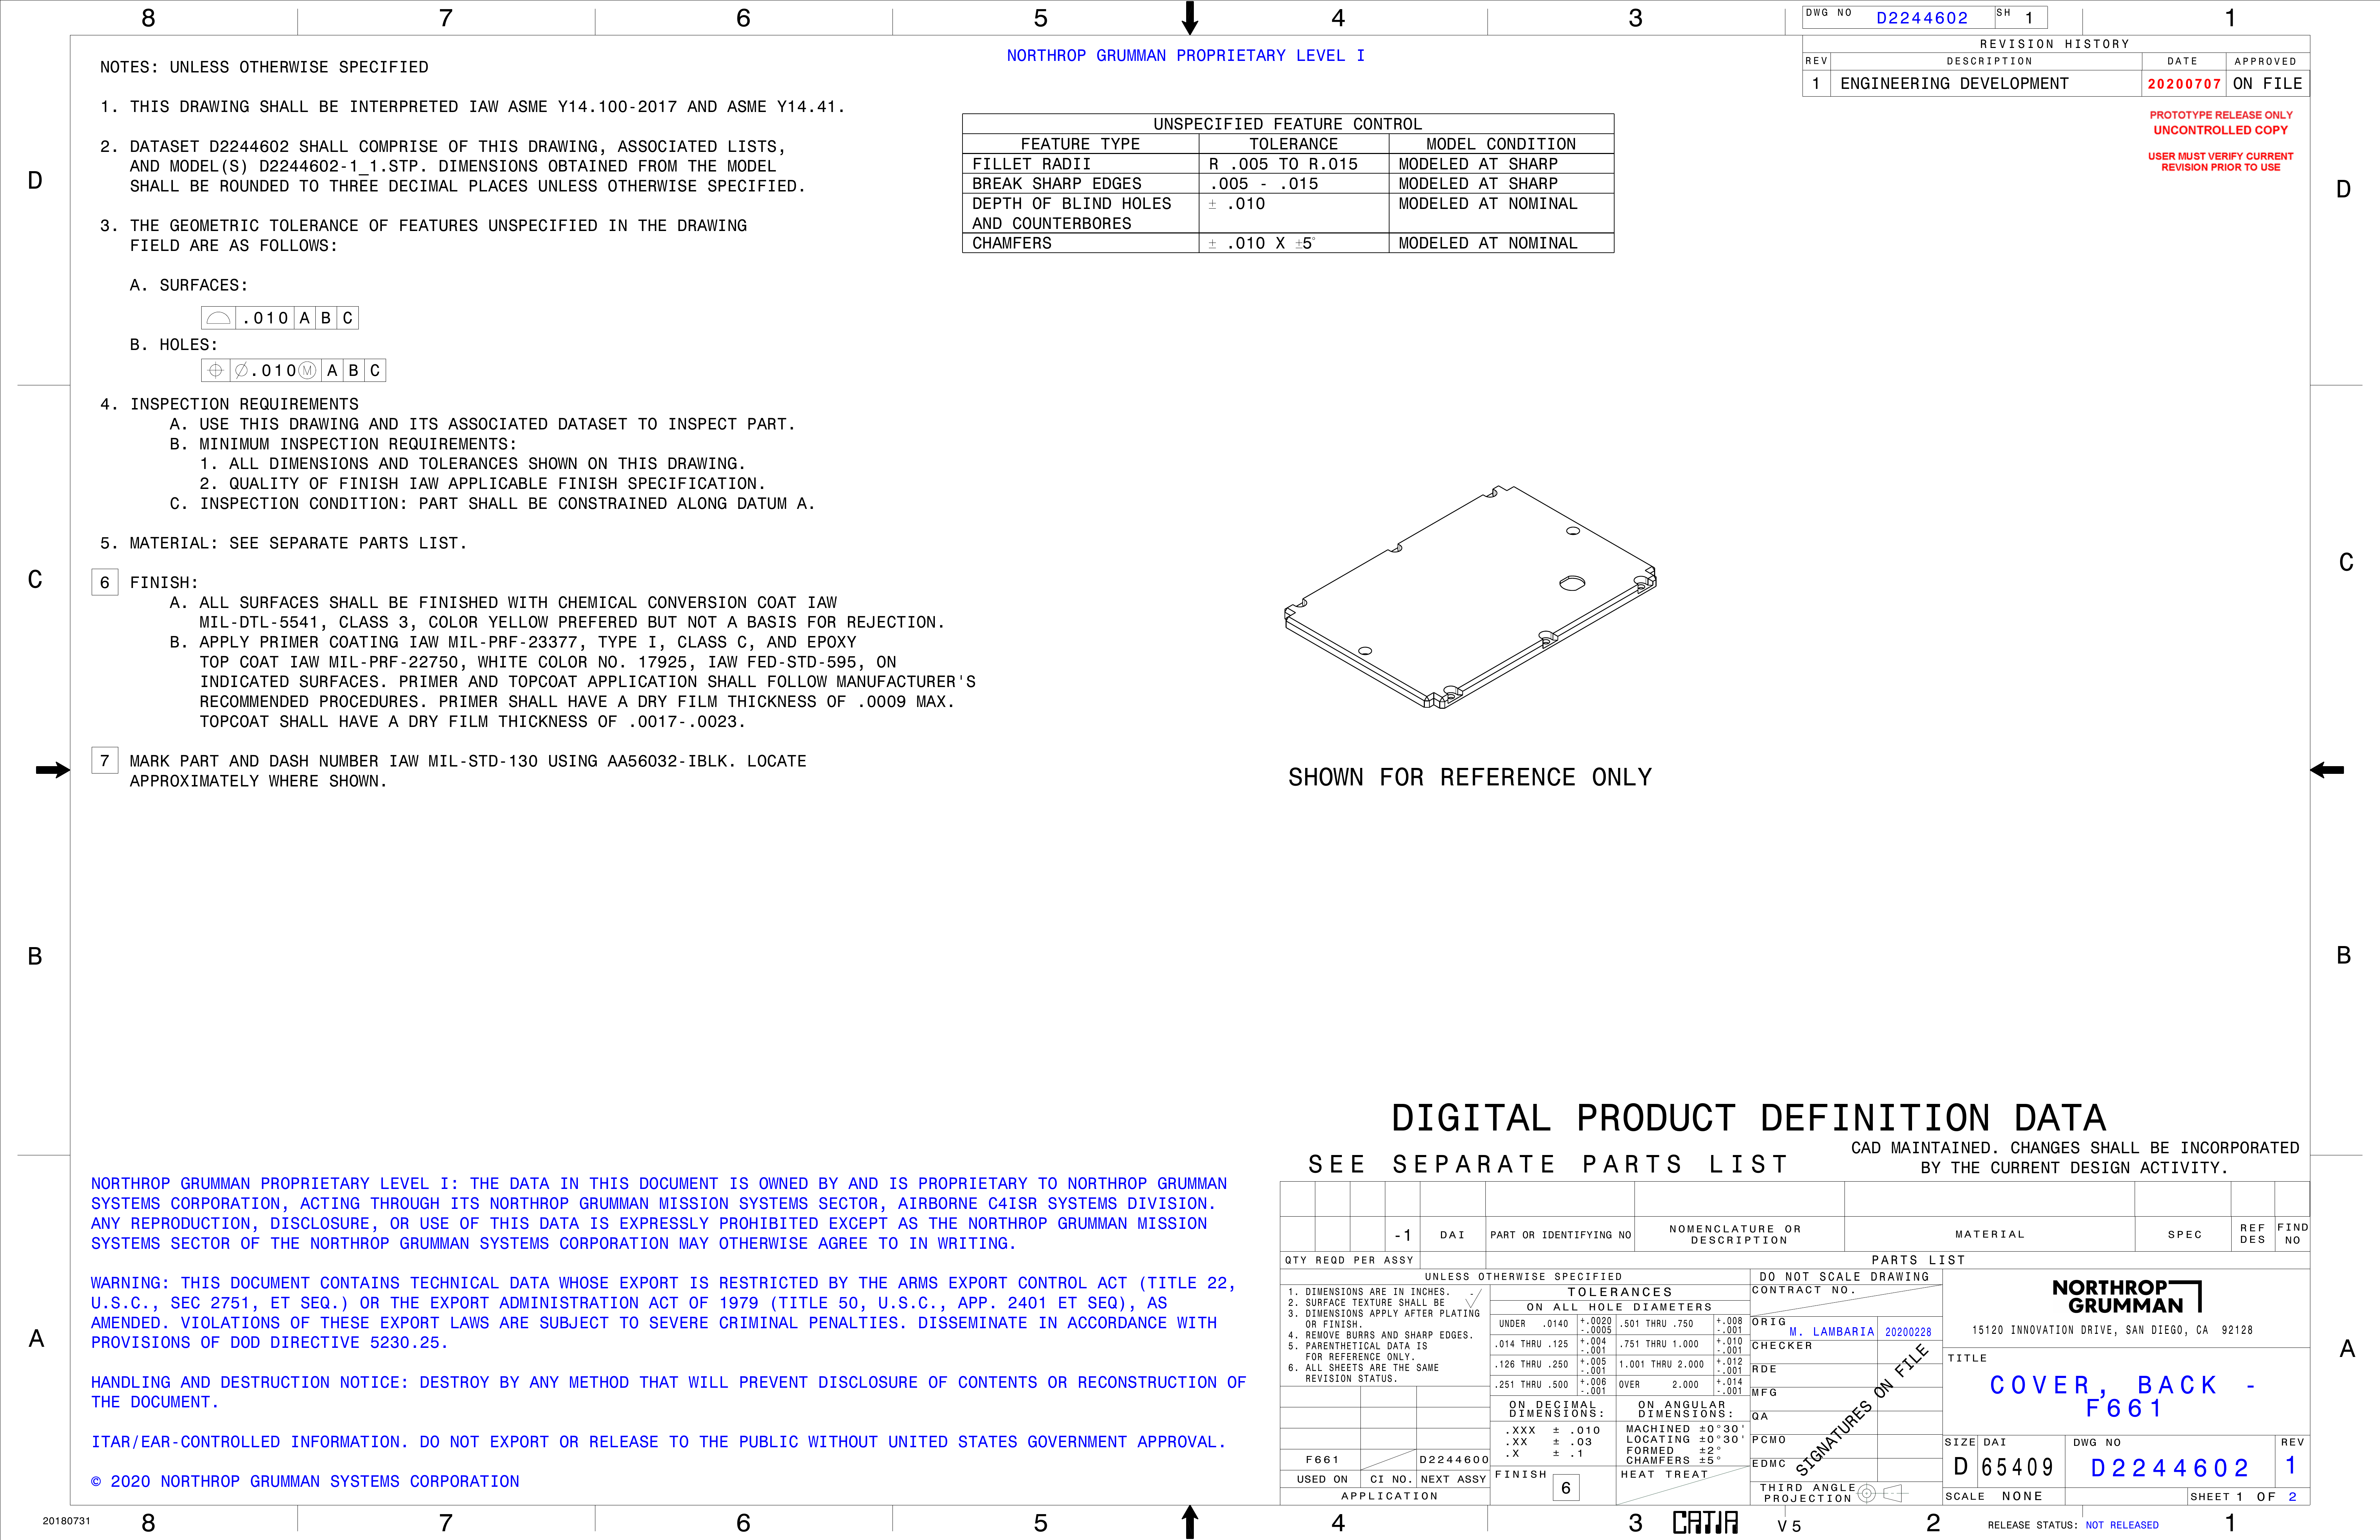 8 7 6 5 4 3 1
DWG NO D2244602 SH 1
NORTHROP GRUMMAN PROPRIETARY LEVEL I
REVISION HISTORY
REV DESCRIPTION DATE APPROVED
1 ENGINEERING DEVELOPMENT 20200707 ON FILE
PROTOTYPE RELEASE ONLY
UNCONTROLLED COPY
USER MUST VERIFY CURRENT
REVISION PRIOR TO USE
NOTES: UNLESS OTHERWISE SPECIFIED
1. THIS DRAWING SHALL BE INTERPRETED IAW ASME Y14.100-2017 AND ASME Y14.41.
2. DATASET D2244602 SHALL COMPRISE OF THIS DRAWING, ASSOCIATED LISTS,
AND MODEL(S) D2244602-1_1.STP. DIMENSIONS OBTAINED FROM THE MODEL
SHALL BE ROUNDED TO THREE DECIMAL PLACES UNLESS OTHERWISE SPECIFIED.
3. THE GEOMETRIC TOLERANCE OF FEATURES UNSPECIFIED IN THE DRAWING
FIELD ARE AS FOLLOWS:
A. SURFACES:
⌓ .010 A B C
B. HOLES:
⌖ ∅.010 Ⓜ A B C
4. INSPECTION REQUIREMENTS
A. USE THIS DRAWING AND ITS ASSOCIATED DATASET TO INSPECT PART.
B. MINIMUM INSPECTION REQUIREMENTS:
1. ALL DIMENSIONS AND TOLERANCES SHOWN ON THIS DRAWING.
2. QUALITY OF FINISH IAW APPLICABLE FINISH SPECIFICATION.
C. INSPECTION CONDITION: PART SHALL BE CONSTRAINED ALONG DATUM A.
5. MATERIAL: SEE SEPARATE PARTS LIST.
6 FINISH:
A. ALL SURFACES SHALL BE FINISHED WITH CHEMICAL CONVERSION COAT IAW
MIL-DTL-5541, CLASS 3, COLOR YELLOW PREFERED BUT NOT A BASIS FOR REJECTION.
B. APPLY PRIMER COATING IAW MIL-PRF-23377, TYPE I, CLASS C, AND EPOXY
TOP COAT IAW MIL-PRF-22750, WHITE COLOR NO. 17925, IAW FED-STD-595, ON
INDICATED SURFACES. PRIMER AND TOPCOAT APPLICATION SHALL FOLLOW MANUFACTURER'S
RECOMMENDED PROCEDURES. PRIMER SHALL HAVE A DRY FILM THICKNESS OF .0009 MAX.
TOPCOAT SHALL HAVE A DRY FILM THICKNESS OF .0017-.0023.
7 MARK PART AND DASH NUMBER IAW MIL-STD-130 USING AA56032-IBLK. LOCATE
APPROXIMATELY WHERE SHOWN.
UNSPECIFIED FEATURE CONTROL
FEATURE TYPE TOLERANCE MODEL CONDITION
FILLET RADII R .005 TO R.015 MODELED AT SHARP
BREAK SHARP EDGES .005 - .015 MODELED AT SHARP
DEPTH OF BLIND HOLES ± .010 MODELED AT NOMINAL
AND COUNTERBORES
CHAMFERS ± .010 X ±5° MODELED AT NOMINAL
D D
C C
B B
A A
SHOWN FOR REFERENCE ONLY
DIGITAL PRODUCT DEFINITION DATA
SEE SEPARATE PARTS LIST
CAD MAINTAINED. CHANGES SHALL BE INCORPORATED
BY THE CURRENT DESIGN ACTIVITY.
NORTHROP GRUMMAN PROPRIETARY LEVEL I: THE DATA IN THIS DOCUMENT IS OWNED BY AND IS PROPRIETARY TO NORTHROP GRUMMAN
SYSTEMS CORPORATION, ACTING THROUGH ITS NORTHROP GRUMMAN MISSION SYSTEMS SECTOR, AIRBORNE C4ISR SYSTEMS DIVISION.
ANY REPRODUCTION, DISCLOSURE, OR USE OF THIS DATA IS EXPRESSLY PROHIBITED EXCEPT AS THE NORTHROP GRUMMAN MISSION
SYSTEMS SECTOR OF THE NORTHROP GRUMMAN SYSTEMS CORPORATION MAY OTHERWISE AGREE TO IN WRITING.
WARNING: THIS DOCUMENT CONTAINS TECHNICAL DATA WHOSE EXPORT IS RESTRICTED BY THE ARMS EXPORT CONTROL ACT (TITLE 22,
U.S.C., SEC 2751, ET SEQ.) OR THE EXPORT ADMINISTRATION ACT OF 1979 (TITLE 50, U.S.C., APP. 2401 ET SEQ), AS
AMENDED. VIOLATIONS OF THESE EXPORT LAWS ARE SUBJECT TO SEVERE CRIMINAL PENALTIES. DISSEMINATE IN ACCORDANCE WITH
PROVISIONS OF DOD DIRECTIVE 5230.25.
HANDLING AND DESTRUCTION NOTICE: DESTROY BY ANY METHOD THAT WILL PREVENT DISCLOSURE OF CONTENTS OR RECONSTRUCTION OF
THE DOCUMENT.
ITAR/EAR-CONTROLLED INFORMATION. DO NOT EXPORT OR RELEASE TO THE PUBLIC WITHOUT UNITED STATES GOVERNMENT APPROVAL.
© 2020 NORTHROP GRUMMAN SYSTEMS CORPORATION
-1 DAI PART OR IDENTIFYING NO NOMENCLATURE OR DESCRIPTION MATERIAL SPEC REF DES FIND NO
QTY REQD PER ASSY PARTS LIST
UNLESS OTHERWISE SPECIFIED
1. DIMENSIONS ARE IN INCHES.
2. SURFACE TEXTURE SHALL BE -
3. DIMENSIONS APPLY AFTER PLATING
OR FINISH.
4. REMOVE BURRS AND SHARP EDGES.
5. PARENTHETICAL DATA IS
FOR REFERENCE ONLY.
6. ALL SHEETS ARE THE SAME
REVISION STATUS.
F661 D2244600
USED ON CI NO. NEXT ASSY
APPLICATION
TOLERANCES
ON ALL HOLE DIAMETERS
UNDER .0140 +.0020 -.0005 .501 THRU .750 +.008 -.001
.014 THRU .125 +.004 -.001 .751 THRU 1.000 +.010 -.001
.126 THRU .250 +.005 -.001 1.001 THRU 2.000 +.012 -.001
.251 THRU .500 +.006 -.001 OVER 2.000 +.014 -.001
ON DECIMAL DIMENSIONS:
.XXX ± .010
.XX ± .03
.X ± .1
ON ANGULAR DIMENSIONS:
MACHINED ±0°30'
LOCATING ±0°30'
FORMED ±2°
CHAMFERS ±5°
FINISH 6
HEAT TREAT
DO NOT SCALE DRAWING
CONTRACT NO.
ORIG M. LAMBARIA 20200228
CHECKER
RDE
MFG
QA
PCMO
EDMC
SIGNATURES ON FILE
THIRD ANGLE
PROJECTION
NORTHROP
GRUMMAN
15120 INNOVATION DRIVE, SAN DIEGO, CA 92128
TITLE
COVER, BACK -
F661
SIZE DAI DWG NO REV
D 65409 D2244602 1
SCALE NONE SHEET 1 OF 2
20180731 8 7 6 5 4 3 CATIA V5 2 1
RELEASE STATUS: NOT RELEASED